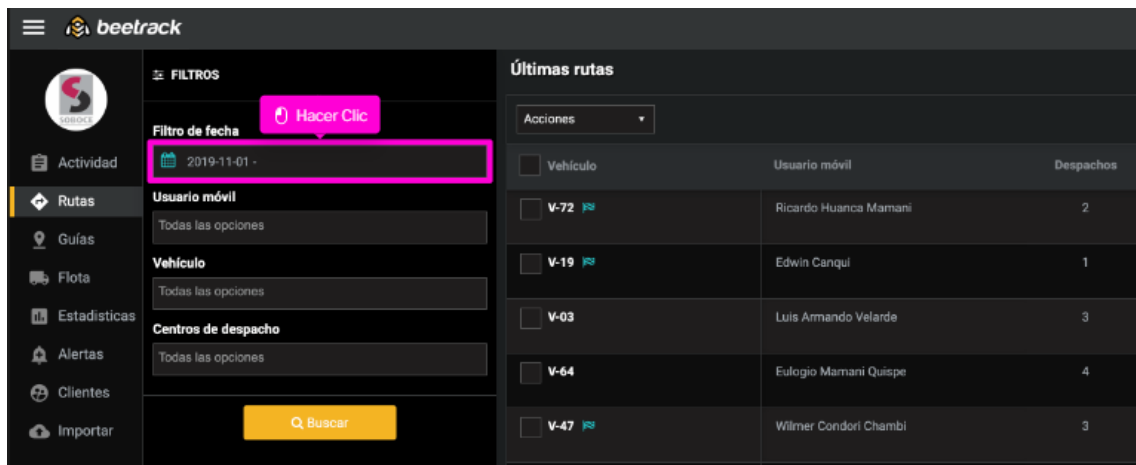 beetrack
SOBOCE
Actividad
Rutas
Guías
Flota
Estadisticas
Alertas
Clientes
Importar
FILTROS
Hacer Clic
Filtro de fecha
2019-11-01 -
Usuario móvil
Todas las opciones
Vehículo
Todas las opciones
Centros de despacho
Todas las opciones
Buscar
Últimas rutas
Acciones
Vehículo Usuario móvil Despachos
V-72 Ricardo Huanca Mamani 2
V-19 Edwin Canqui 1
V-03 Luis Armando Velarde 3
V-64 Eulogio Mamani Quispe 4
V-47 Wilmer Condori Chambi 3